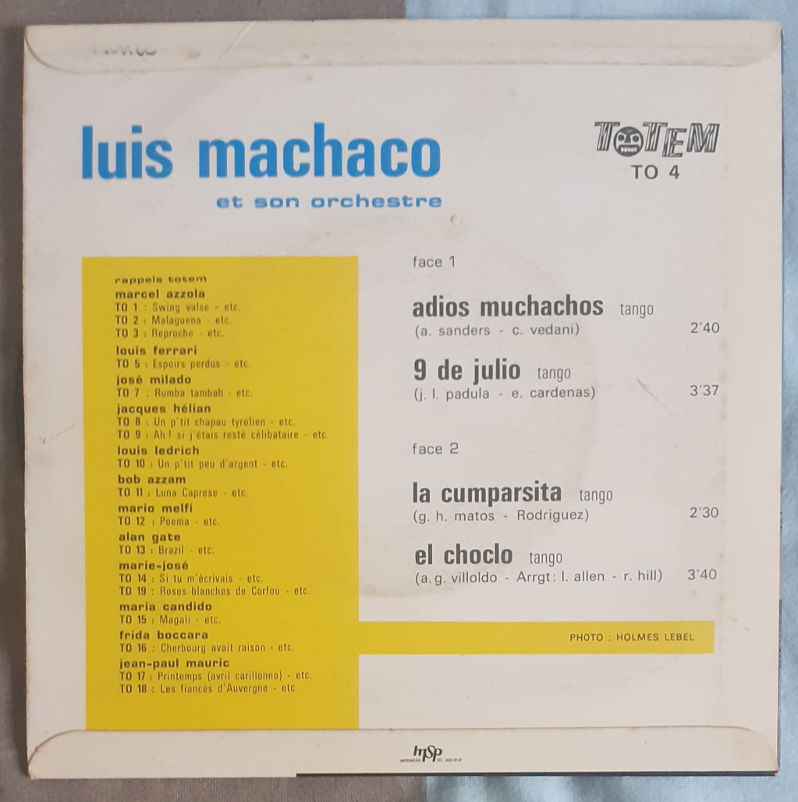 luis machaco
et son orchestre
TOTEM
TO 4
rappels totem
marcel azzola
TO 1 : Swing valse - etc.
TO 2 : Malaguena - etc.
TO 3 : Reproche - etc.
louis ferrari
TO 5 : Espoirs perdus - etc.
josé milado
TO 7 : Rumba tambah - etc.
jacques hélian
TO 8 : Un p'tit chapau tyrolien - etc.
TO 9 : Ah ! si j'étais resté célibataire - etc.
louis ledrich
TO 10 : Un p'tit peu d'argent - etc.
bob azzam
TO 11 : Luna Caprese - etc.
mario melfi
TO 12 : Poema - etc.
alan gate
TO 13 : Brazil - etc.
marie-josé
TO 14 : Si tu m'écrivais - etc.
TO 19 : Roses blanches de Corfou - etc.
maria candido
TO 15 : Magali - etc.
frida boccara
TO 16 : Cherbourg avait raison - etc.
jean-paul mauric
TO 17 : Printemps (avril carillonne) - etc.
TO 18 : Les fiancés d'Auvergne - etc
face 1
adios muchachos tango
(a. sanders - c. vedani) 2'40
9 de julio tango
(j. l. padula - e. cardenas) 3'37
face 2
la cumparsita tango
(g. h. matos - Rodriguez) 2'30
el choclo tango
(a.g. villoldo - Arrgt : l. allen - r. hill) 3'40
PHOTO : HOLMES LEBEL
msp